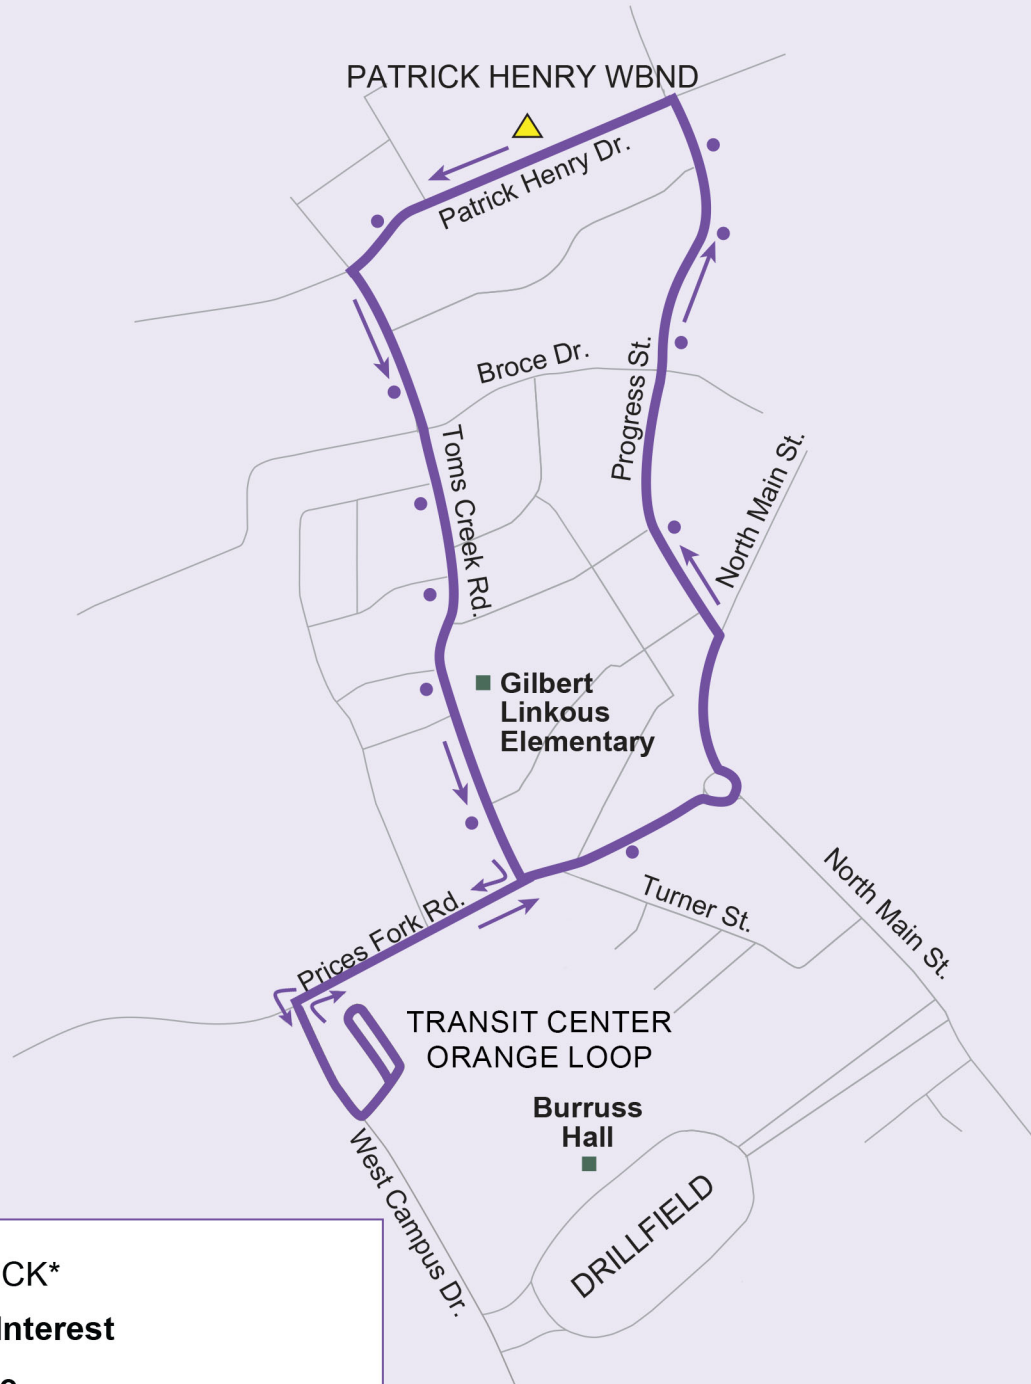 PATRICK HENRY WBND
Patrick Henry Dr.
Broce Dr.
Progress St.
Toms Creek Rd.
North Main St.
Gilbert
Linkous
Elementary
North Main St.
Turner St.
Prices Fork Rd.
TRANSIT CENTER
ORANGE LOOP
Burruss
Hall
West Campus Dr.
DRILLFIELD
CK*
Interest